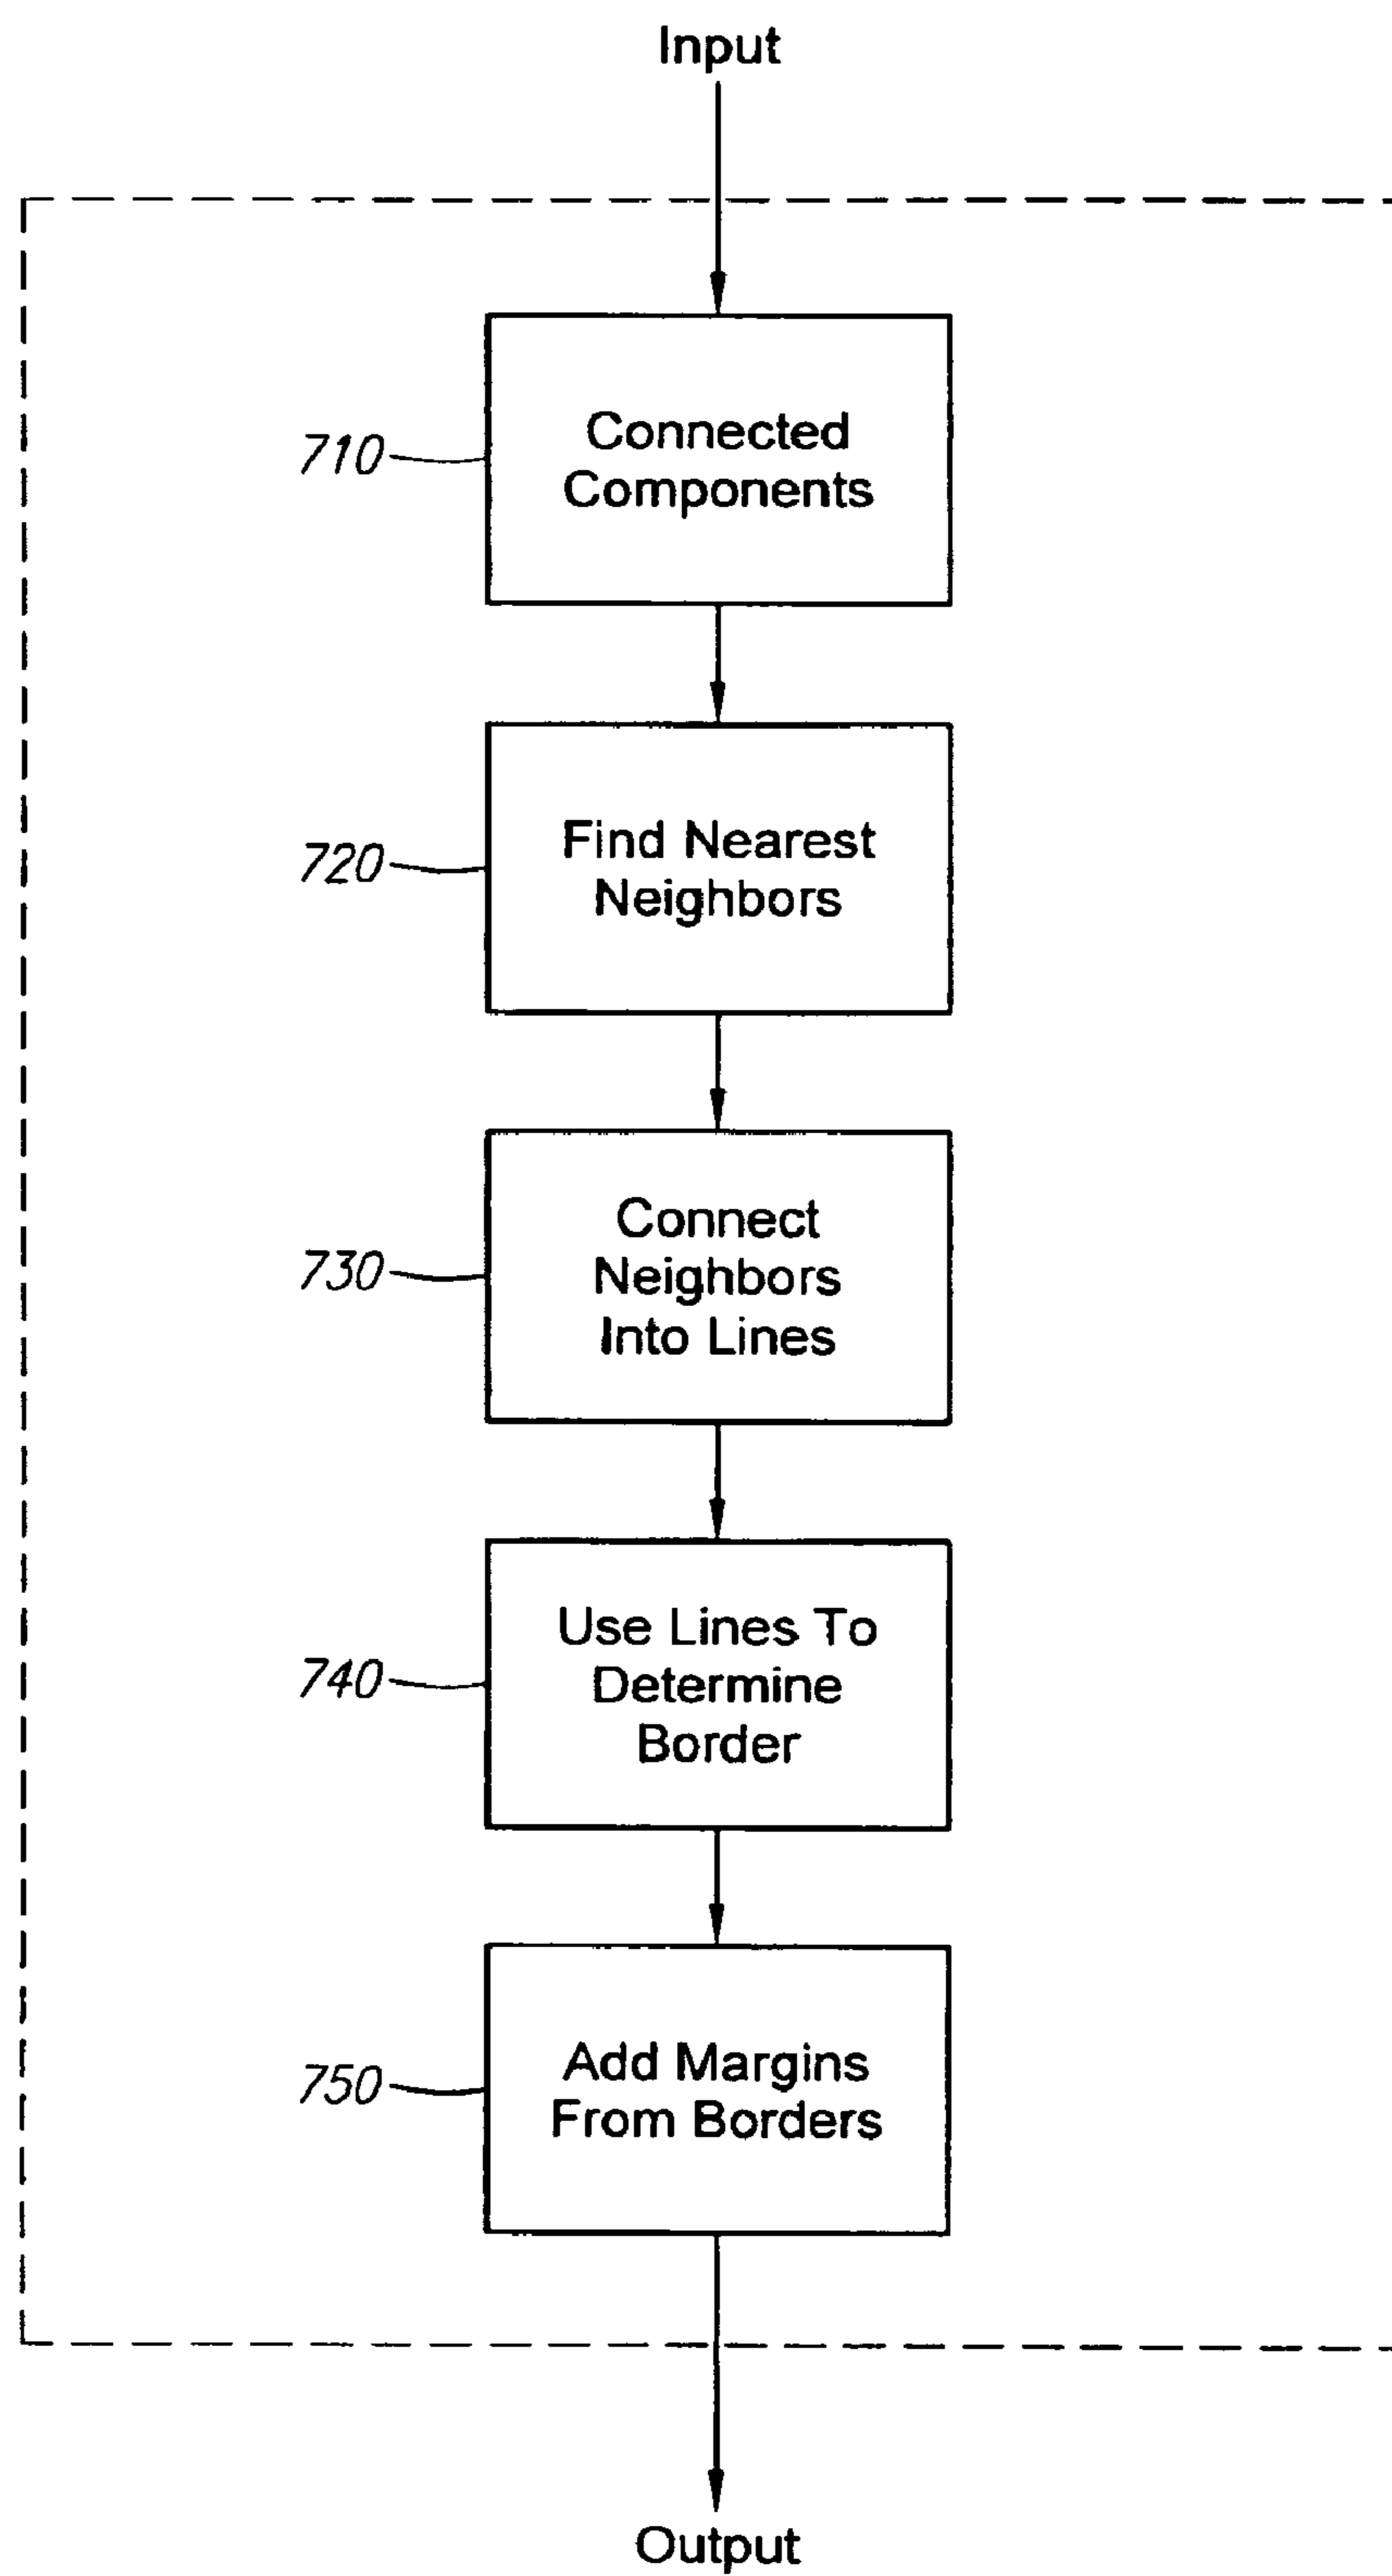 Input
710
Connected
Components
720
Find Nearest
Neighbors
730
Connect
Neighbors
Into Lines
740
Use Lines To
Determine
Border
750
Add Margins
From Borders
Output